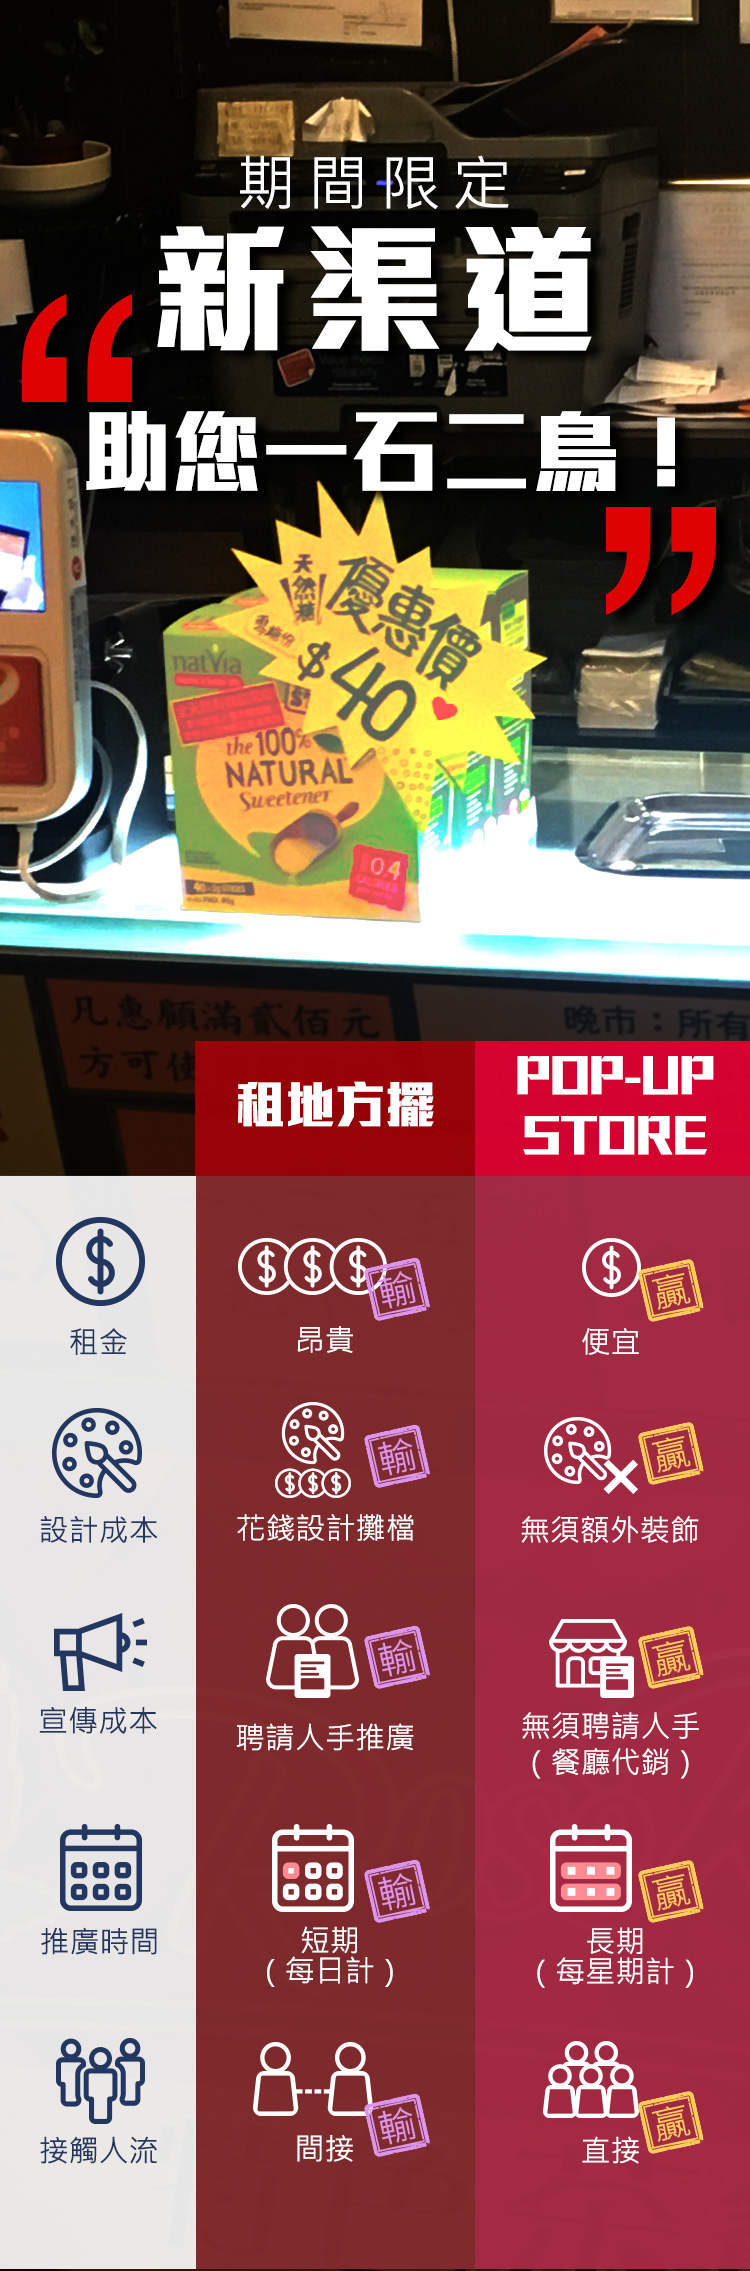 期間限定
新渠道
助您一石二鳥！
天然糖
優惠價
$40
natvia
the 100%
NATURAL
Sweetener
凡惠顧滿貳佰元
晚市：所有
方可使
租地方擺
POP-UP
STORE
租金
昂貴
輸
便宜
贏
設計成本
花錢設計攤檔
輸
無須額外裝飾
贏
宣傳成本
聘請人手推廣
輸
無須聘請人手
（餐廳代銷）
贏
推廣時間
短期
（每日計）
輸
長期
（每星期計）
贏
接觸人流
間接
輸
直接
贏